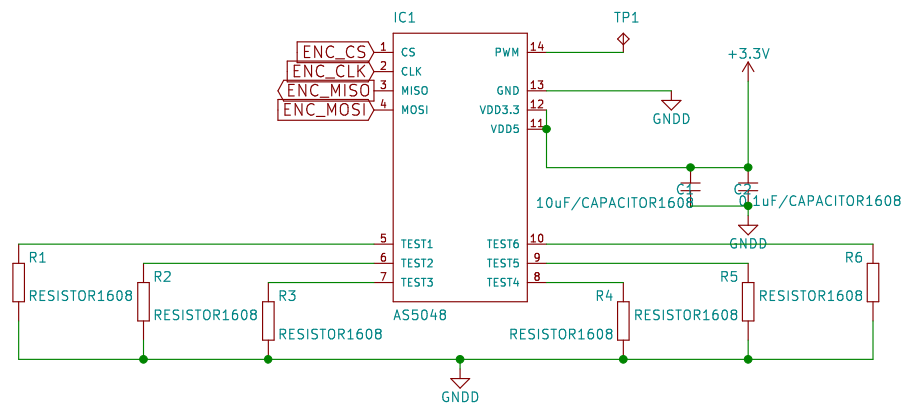 IC1
TP1
ENC_CS
1
CS
PWM
14
+3.3V
ENC_CLK
2
CLK
ENC_MISO
3
MISO
GND
13
ENC_MOSI
4
MOSI
VDD3.3
12
GNDD
VDD5
11
C1
C2
10uF/CAPACITOR1608
0.1uF/CAPACITOR1608
GNDD
5
TEST1
TEST6
10
R1
6
TEST2
TEST5
9
R6
R2
7
TEST3
TEST4
8
R5
RESISTOR1608
R3
R4
RESISTOR1608
RESISTOR1608
AS5048
RESISTOR1608
RESISTOR1608
RESISTOR1608
GNDD